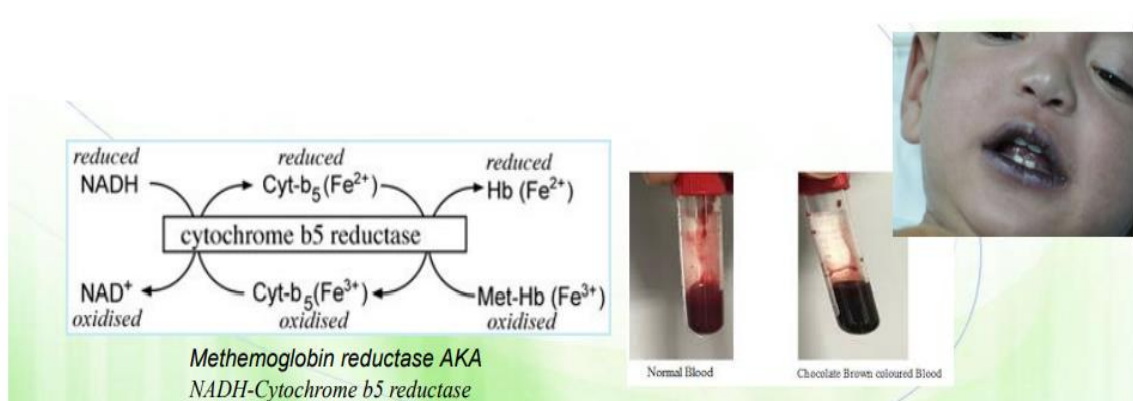 reduced
NADH
reduced
Cyt-b₅(Fe²⁺)
reduced
Hb (Fe²⁺)
cytochrome b5 reductase
NAD⁺
oxidised
Cyt-b₅(Fe³⁺)
oxidised
Met-Hb (Fe³⁺)
oxidised
Methemoglobin reductase AKA
NADH-Cytochrome b5 reductase
Normal Blood
Chocolate Brown coloured Blood